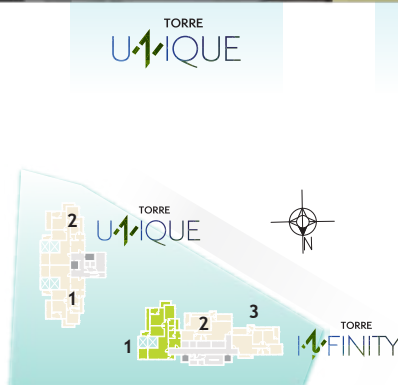 TORRE
UNIQUE
2
TORRE
UNIQUE
1
N
3
2
1
TORRE
INFINITY